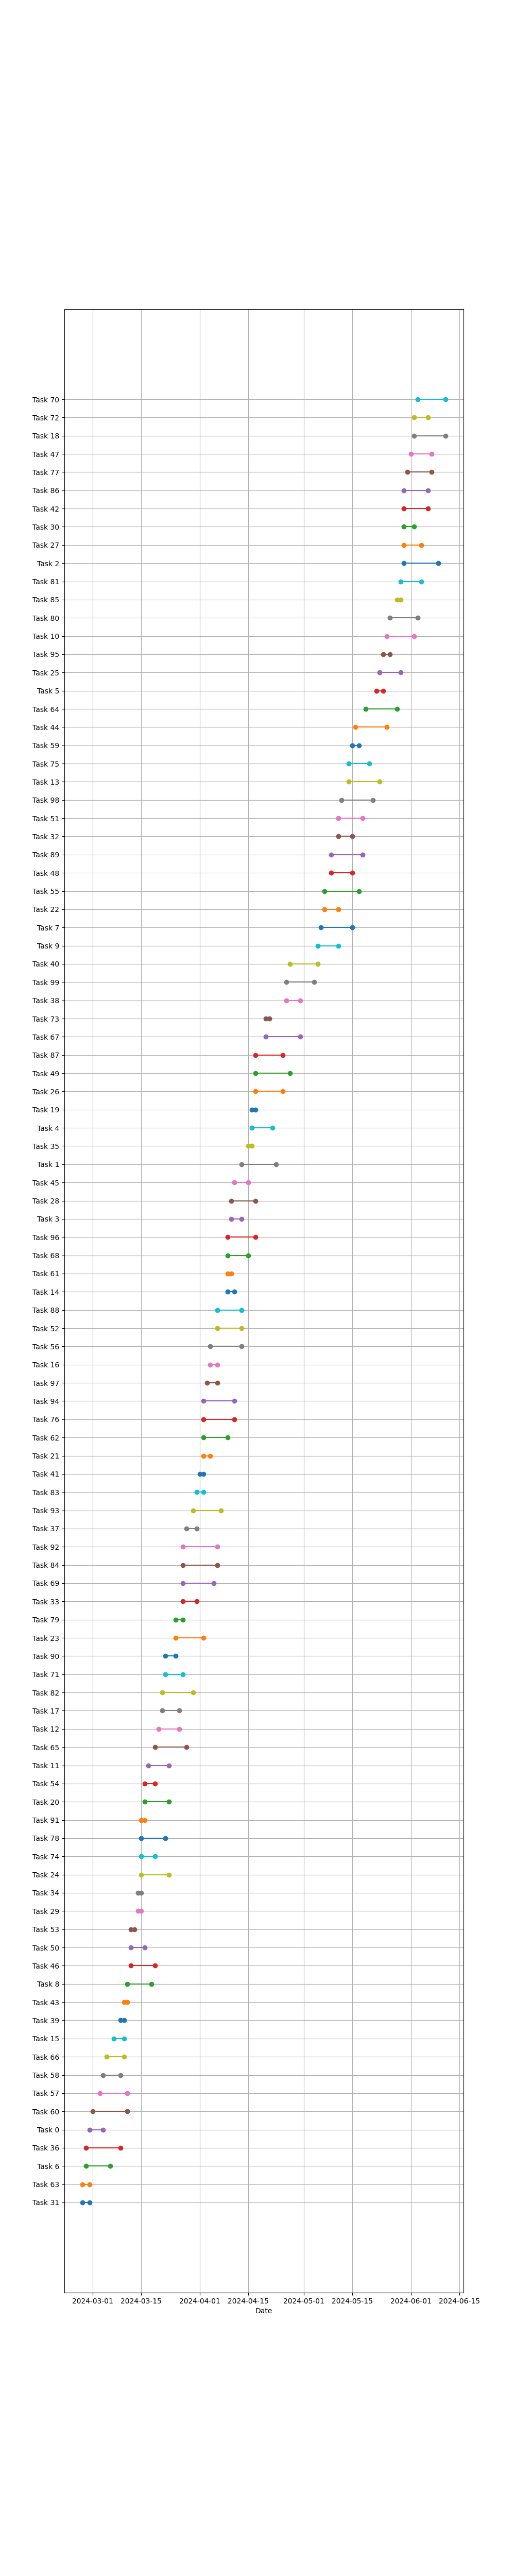 Task 70
Task 72
Task 18
Task 47
Task 77
Task 86
Task 42
Task 30
Task 27
Task 2
Task 81
Task 85
Task 80
Task 10
Task 95
Task 25
Task 5
Task 64
Task 44
Task 59
Task 75
Task 13
Task 98
Task 51
Task 32
Task 89
Task 48
Task 55
Task 22
Task 7
Task 9
Task 40
Task 99
Task 38
Task 73
Task 67
Task 87
Task 49
Task 26
Task 19
Task 4
Task 35
Task 1
Task 45
Task 28
Task 3
Task 96
Task 68
Task 61
Task 14
Task 88
Task 52
Task 56
Task 16
Task 97
Task 94
Task 76
Task 62
Task 21
Task 41
Task 83
Task 93
Task 37
Task 92
Task 84
Task 69
Task 33
Task 79
Task 23
Task 90
Task 71
Task 82
Task 17
Task 12
Task 65
Task 11
Task 54
Task 20
Task 91
Task 78
Task 74
Task 24
Task 34
Task 29
Task 53
Task 50
Task 46
Task 8
Task 43
Task 39
Task 15
Task 66
Task 58
Task 57
Task 60
Task 0
Task 36
Task 6
Task 63
Task 31
2024-03-01 2024-03-15 2024-04-01 2024-04-15 2024-05-01 2024-05-15 2024-06-01 2024-06-15
Date